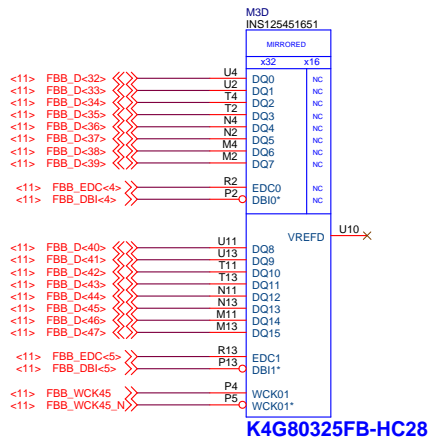 M3D
INS125451651
MIRRORED
x32 x16
<11> FBB_D<32> U4 DQ0 NC
<11> FBB_D<33> U2 DQ1 NC
<11> FBB_D<34> T4 DQ2 NC
<11> FBB_D<35> T2 DQ3 NC
<11> FBB_D<36> N4 DQ4 NC
<11> FBB_D<37> N2 DQ5 NC
<11> FBB_D<38> M4 DQ6 NC
<11> FBB_D<39> M2 DQ7 NC
<11> FBB_EDC<4> R2 EDC0 NC
<11> FBB_DBI<4> P2 DBI0* NC
VREFD U10
<11> FBB_D<40> U11 DQ8
<11> FBB_D<41> U13 DQ9
<11> FBB_D<42> T11 DQ10
<11> FBB_D<43> T13 DQ11
<11> FBB_D<44> N11 DQ12
<11> FBB_D<45> N13 DQ13
<11> FBB_D<46> M11 DQ14
<11> FBB_D<47> M13 DQ15
<11> FBB_EDC<5> R13 EDC1
<11> FBB_DBI<5> P13 DBI1*
<11> FBB_WCK45 P4 WCK01
<11> FBB_WCK45_N P5 WCK01*
K4G80325FB-HC28